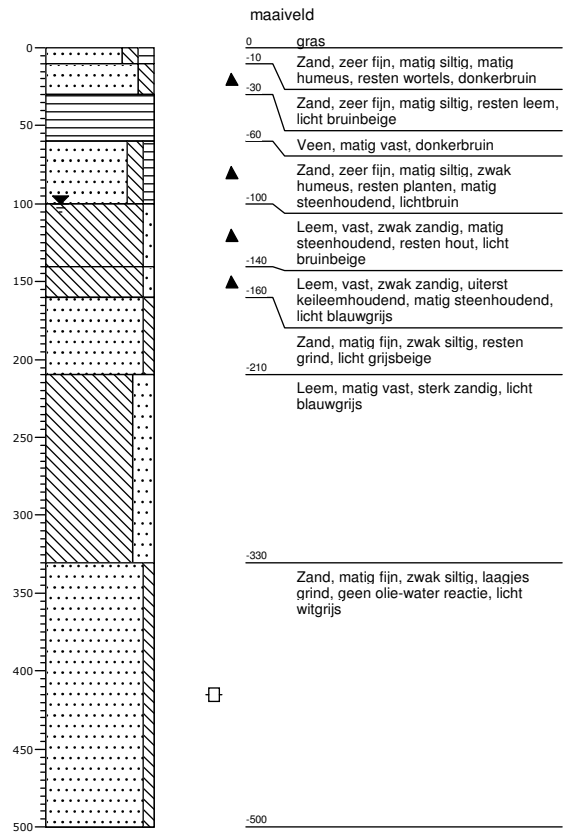 maaiveld
0
0
gras
-10
Zand, zeer fijn, matig siltig, matig
humeus, resten wortels, donkerbruin
-30
Zand, zeer fijn, matig siltig, resten leem,
licht bruinbeige
50
-60
Veen, matig vast, donkerbruin
Zand, zeer fijn, matig siltig, zwak
humeus, resten planten, matig
steenhoudend, lichtbruin
100
-100
Leem, vast, zwak zandig, matig
steenhoudend, resten hout, licht
bruinbeige
-140
150
Leem, vast, zwak zandig, uiterst
keileemhoudend, matig steenhoudend,
licht blauwgrijs
-160
Zand, matig fijn, zwak siltig, resten
grind, licht grijsbeige
200
-210
Leem, matig vast, sterk zandig, licht
blauwgrijs
250
300
-330
Zand, matig fijn, zwak siltig, laagjes
grind, geen olie-water reactie, licht
witgrijs
350
400
450
500
-500